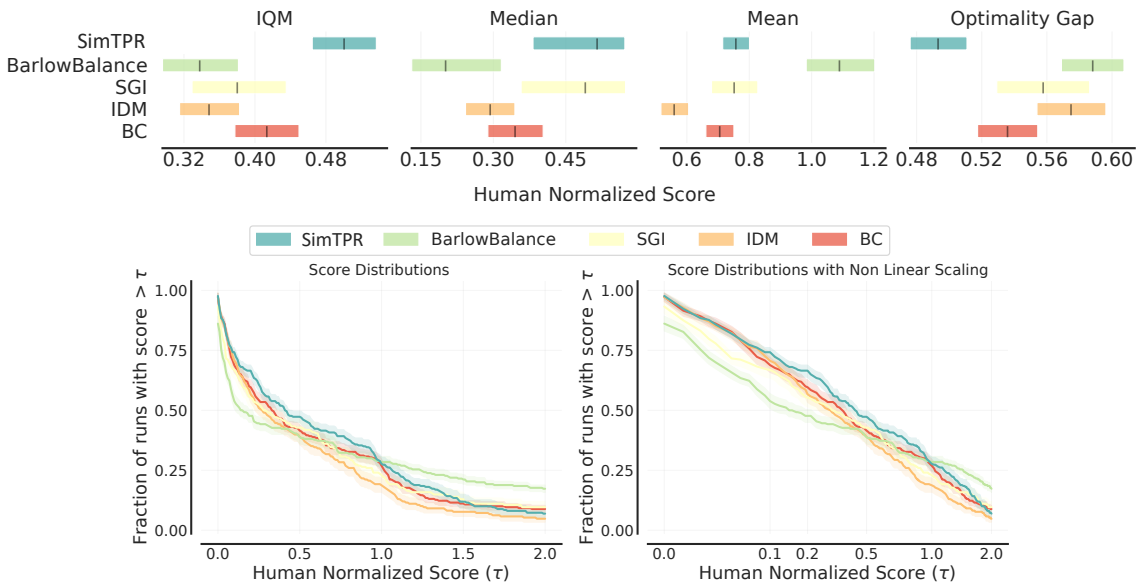 IQM Median Mean Optimality Gap
SimTPR
BarlowBalance
SGI
IDM
BC
0.32 0.40 0.48 0.15 0.30 0.45 0.6 0.8 1.0 1.2 0.48 0.52 0.56 0.60
Human Normalized Score
SimTPR BarlowBalance SGI IDM BC
Score Distributions
Fraction of runs with score > τ
1.00
0.75
0.50
0.25
0.00
0.0 0.5 1.0 1.5 2.0
Human Normalized Score (τ)
Score Distributions with Non Linear Scaling
Fraction of runs with score > τ
1.00
0.75
0.50
0.25
0.00
0.0 0.1 0.2 0.5 1.0 2.0
Human Normalized Score (τ)